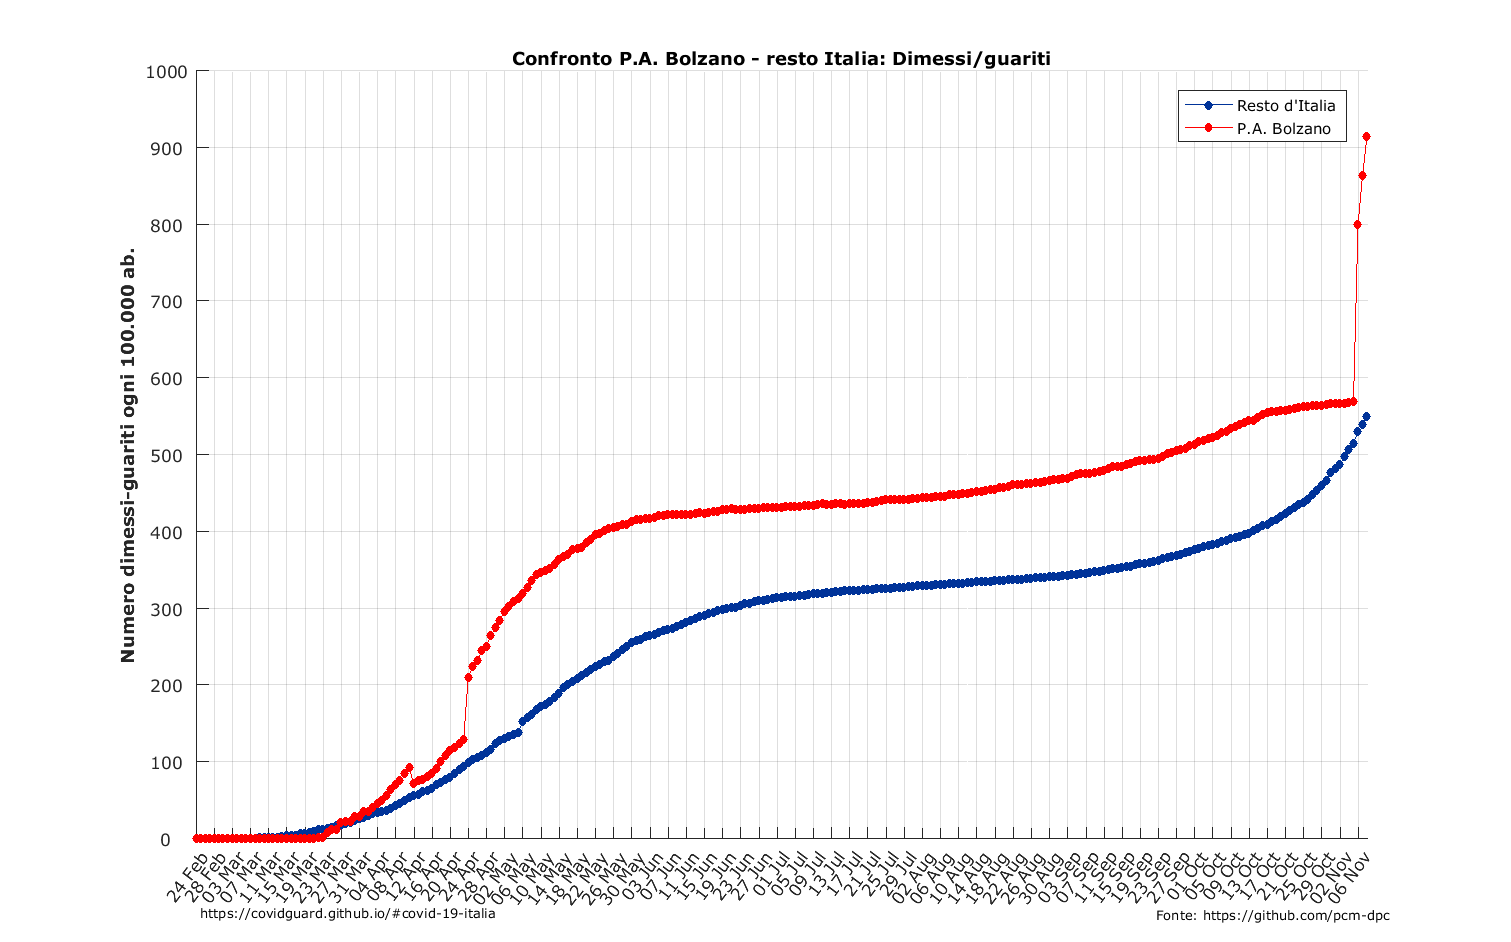 Confronto P.A. Bolzano - resto Italia: Dimessi/guariti
Resto d'Italia
P.A. Bolzano
Numero dimessi-guariti ogni 100.000 ab.
1000
900
800
700
600
500
400
300
200
100
0
24 Feb
28 Feb
03 Mar
07 Mar
11 Mar
15 Mar
19 Mar
23 Mar
27 Mar
31 Mar
04 Apr
08 Apr
12 Apr
16 Apr
20 Apr
24 Apr
28 Apr
02 May
06 May
10 May
14 May
18 May
22 May
26 May
30 May
03 Jun
07 Jun
11 Jun
15 Jun
19 Jun
23 Jun
27 Jun
01 Jul
05 Jul
09 Jul
13 Jul
17 Jul
21 Jul
25 Jul
29 Jul
02 Aug
06 Aug
10 Aug
14 Aug
18 Aug
22 Aug
26 Aug
30 Aug
03 Sep
07 Sep
11 Sep
15 Sep
19 Sep
23 Sep
27 Sep
01 Oct
05 Oct
09 Oct
13 Oct
17 Oct
21 Oct
25 Oct
29 Oct
02 Nov
06 Nov
https://covidguard.github.io/#covid-19-italia
Fonte: https://github.com/pcm-dpc